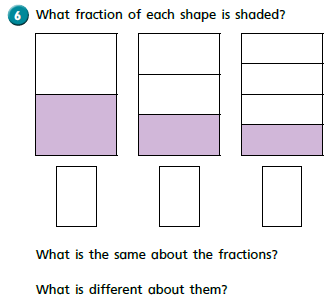 6 What fraction of each shape is shaded?
What is the same about the fractions?
What is different about them?